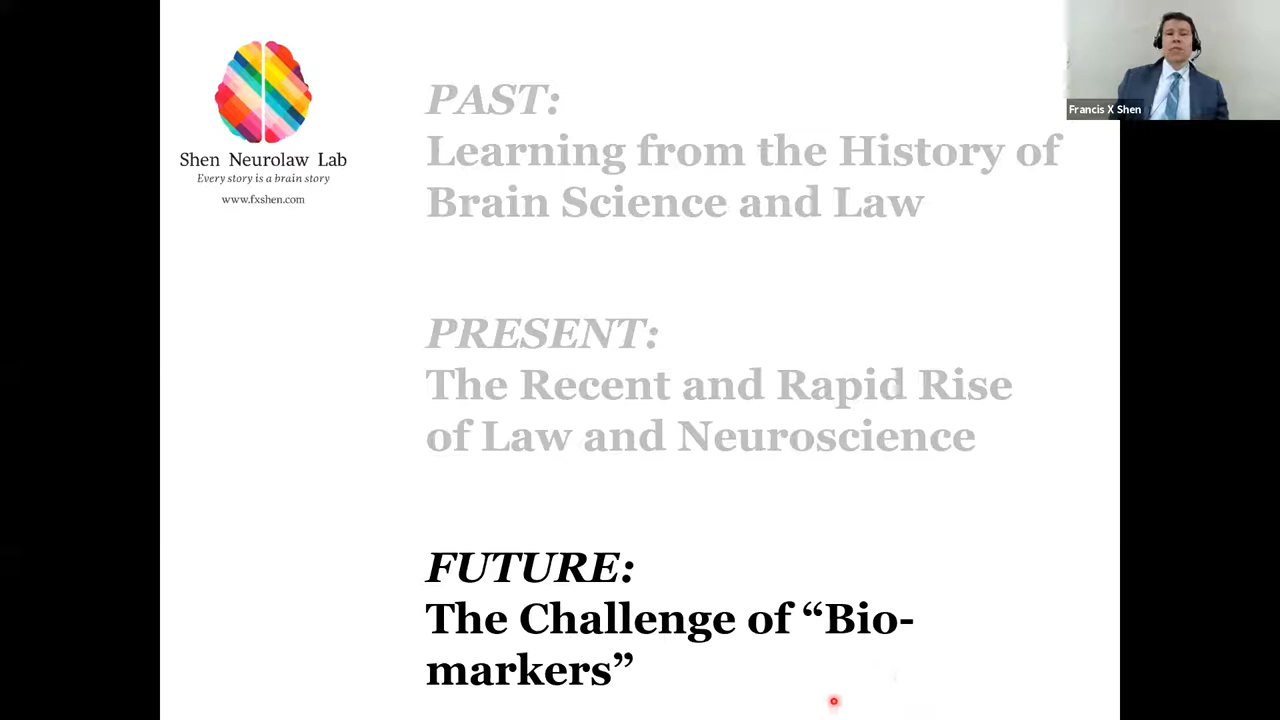 Shen Neurolaw Lab
Every story is a brain story
www.fxshen.com
PAST:
Learning from the History of
Brain Science and Law
PRESENT:
The Recent and Rapid Rise
of Law and Neuroscience
FUTURE:
The Challenge of “Bio-
markers”
Francis X Shen